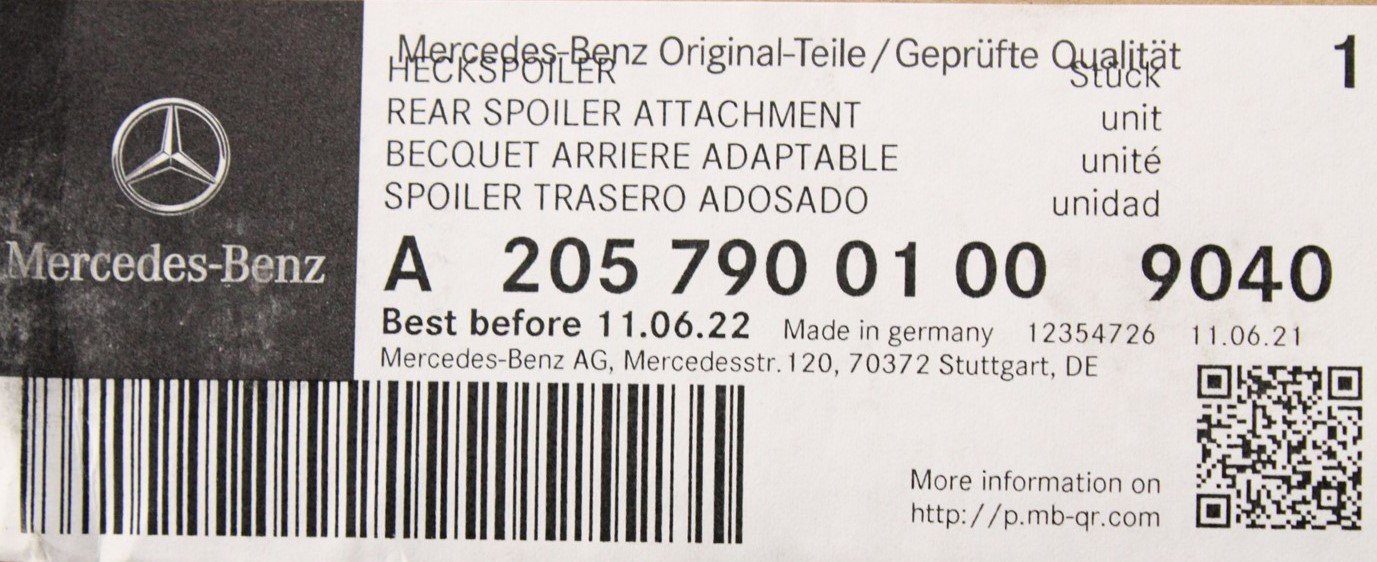 Mercedes-Benz
Mercedes-Benz Original-Teile/Geprüfte Qualität 1
HECKSPOILER Stück
REAR SPOILER ATTACHMENT unit
BECQUET ARRIERE ADAPTABLE unité
SPOILER TRASERO ADOSADO unidad
A 205 790 01 00 9040
Best before 11.06.22 Made in germany 12354726 11.06.21
Mercedes-Benz AG, Mercedesstr. 120, 70372 Stuttgart, DE
More information on
http://p.mb-qr.com